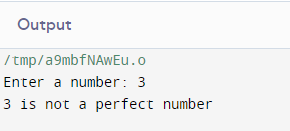 Output
/tmp/a9mbfNAwEu.o
Enter a number: 3
3 is not a perfect number